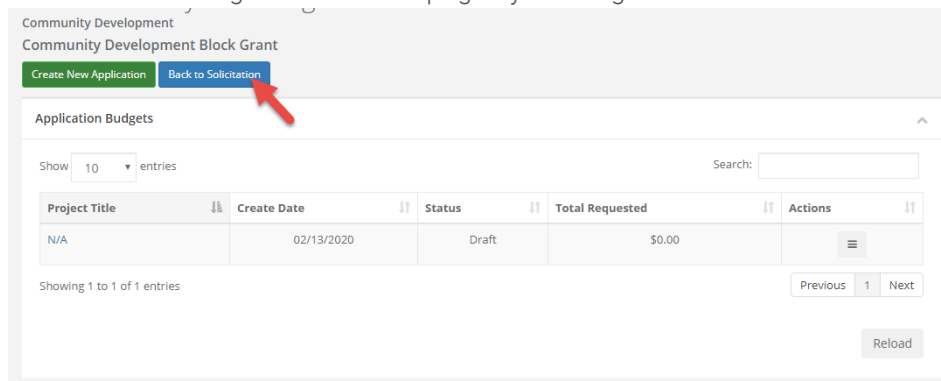 Community Development
Community Development Block Grant
Create New Application Back to Solicitation
Application Budgets
Show 10 entries Search:
Project Title Create Date Status Total Requested Actions
N/A 02/13/2020 Draft $0.00
Showing 1 to 1 of 1 entries Previous 1 Next
Reload